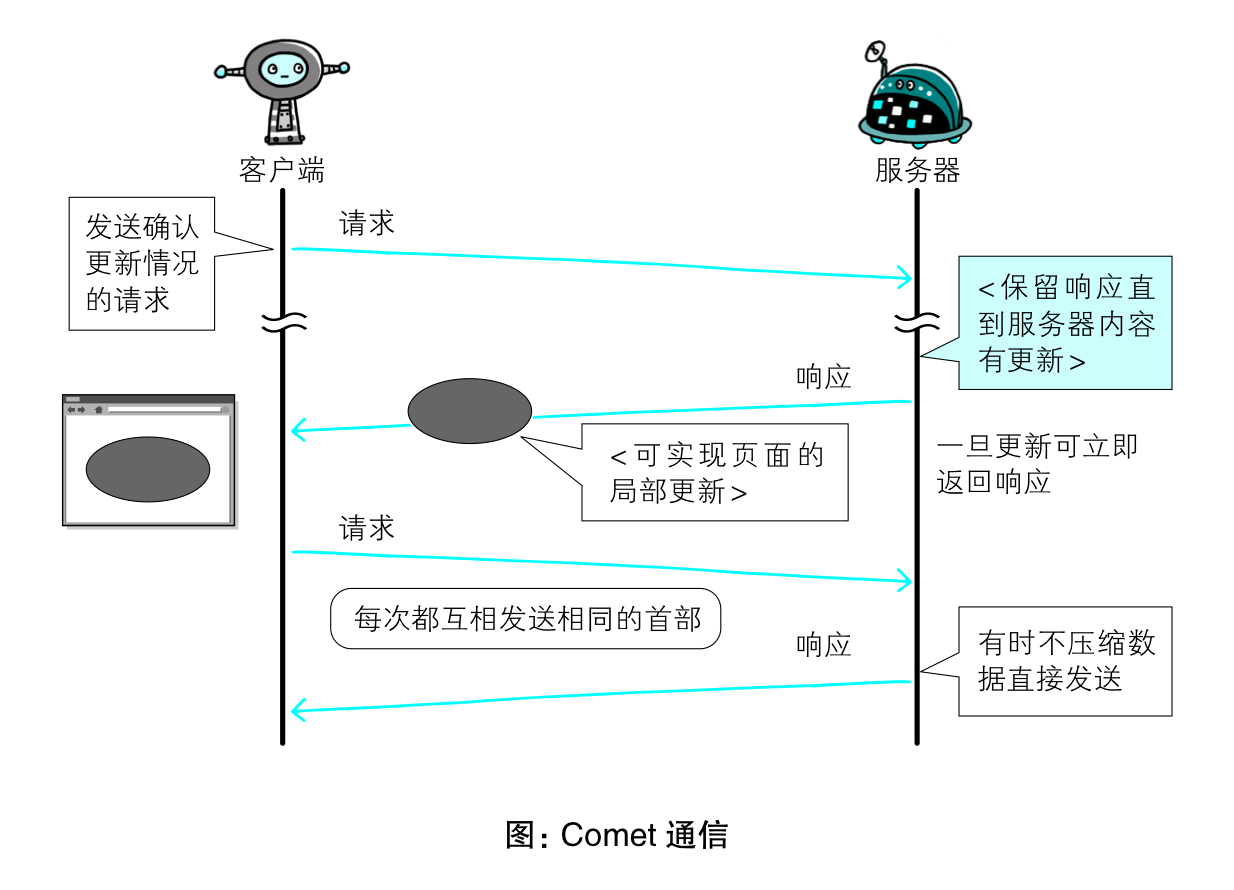 客户端
服务器
发送确认
更新情况
的请求
请求
<保留响应直
到服务器内容
有更新>
响应
<可实现页面的
局部更新>
一旦更新可立即
返回响应
请求
每次都互相发送相同的首部
响应
有时不压缩数
据直接发送
图：Comet 通信